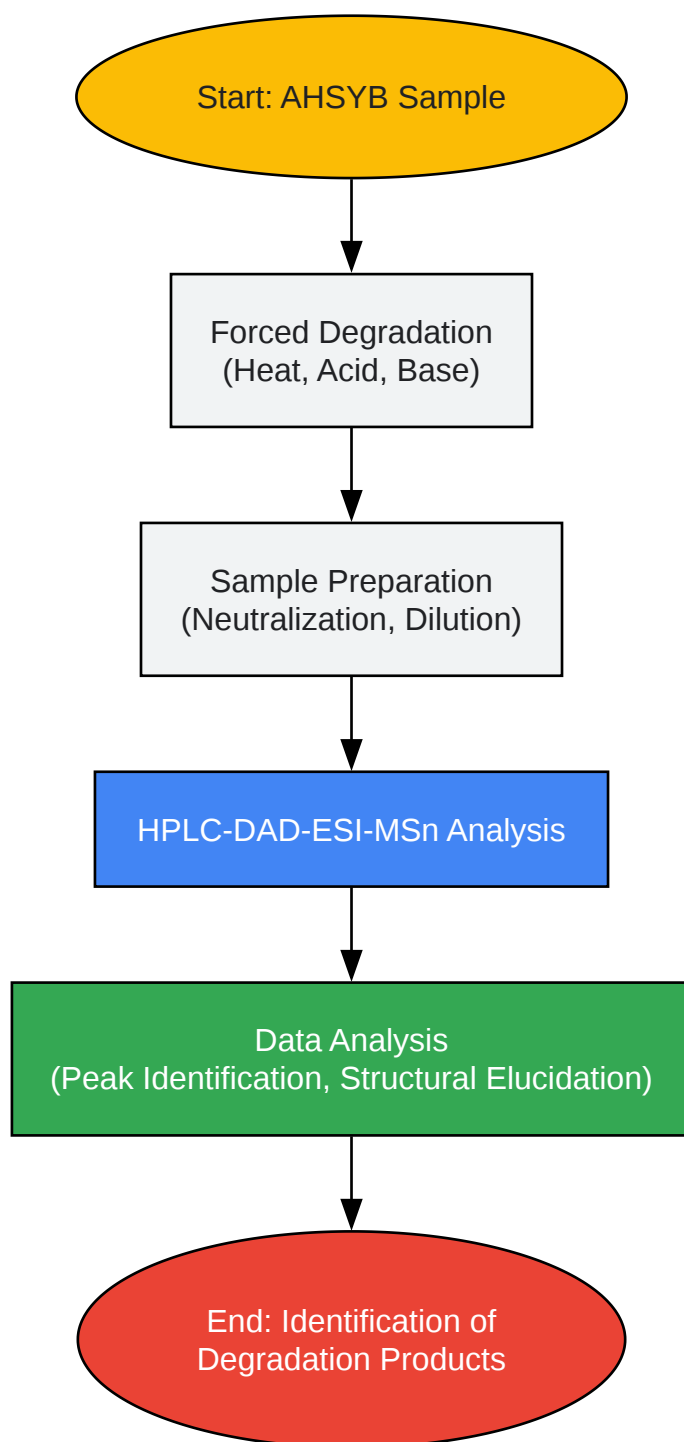 Start: AHSYB Sample
Forced Degradation
(Heat, Acid, Base)
Sample Preparation
(Neutralization, Dilution)
HPLC-DAD-ESI-MSn Analysis
Data Analysis
(Peak Identification, Structural Elucidation)
End: Identification of
Degradation Products